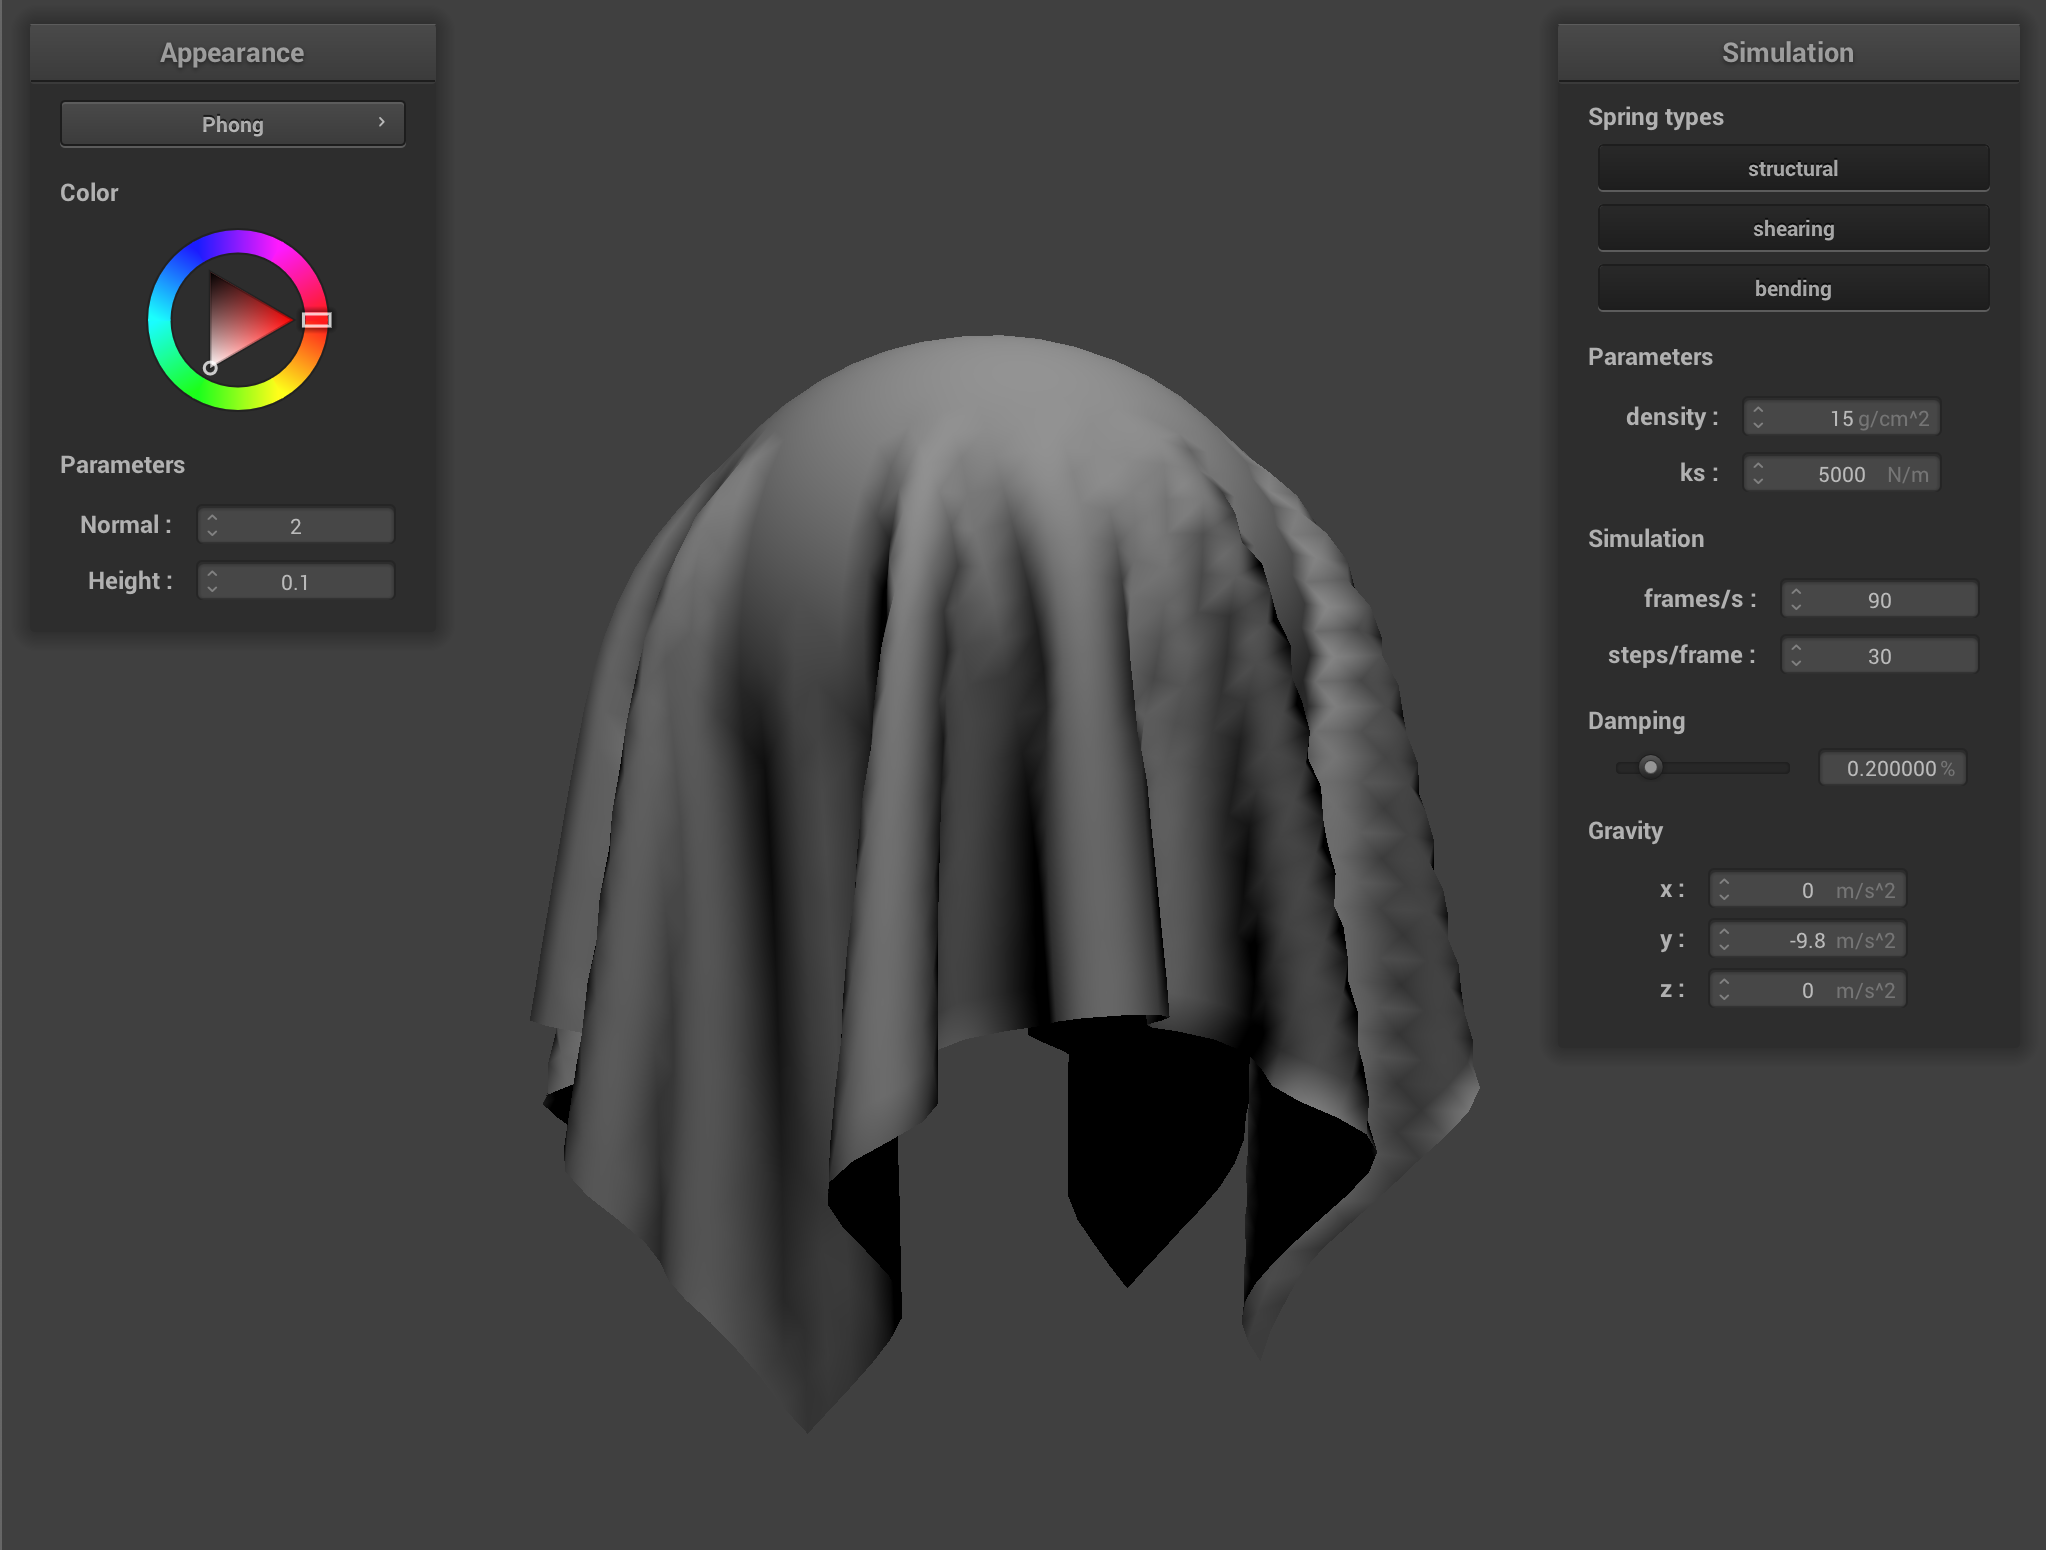 Appearance
Phong
Color
Parameters
Normal : 2
Height : 0.1
Simulation
Spring types
structural
shearing
bending
Parameters
density : 15 g/cm^2
ks : 5000 N/m
Simulation
frames/s : 90
steps/frame : 30
Damping
0.200000 %
Gravity
x : 0 m/s^2
y : -9.8 m/s^2
z : 0 m/s^2